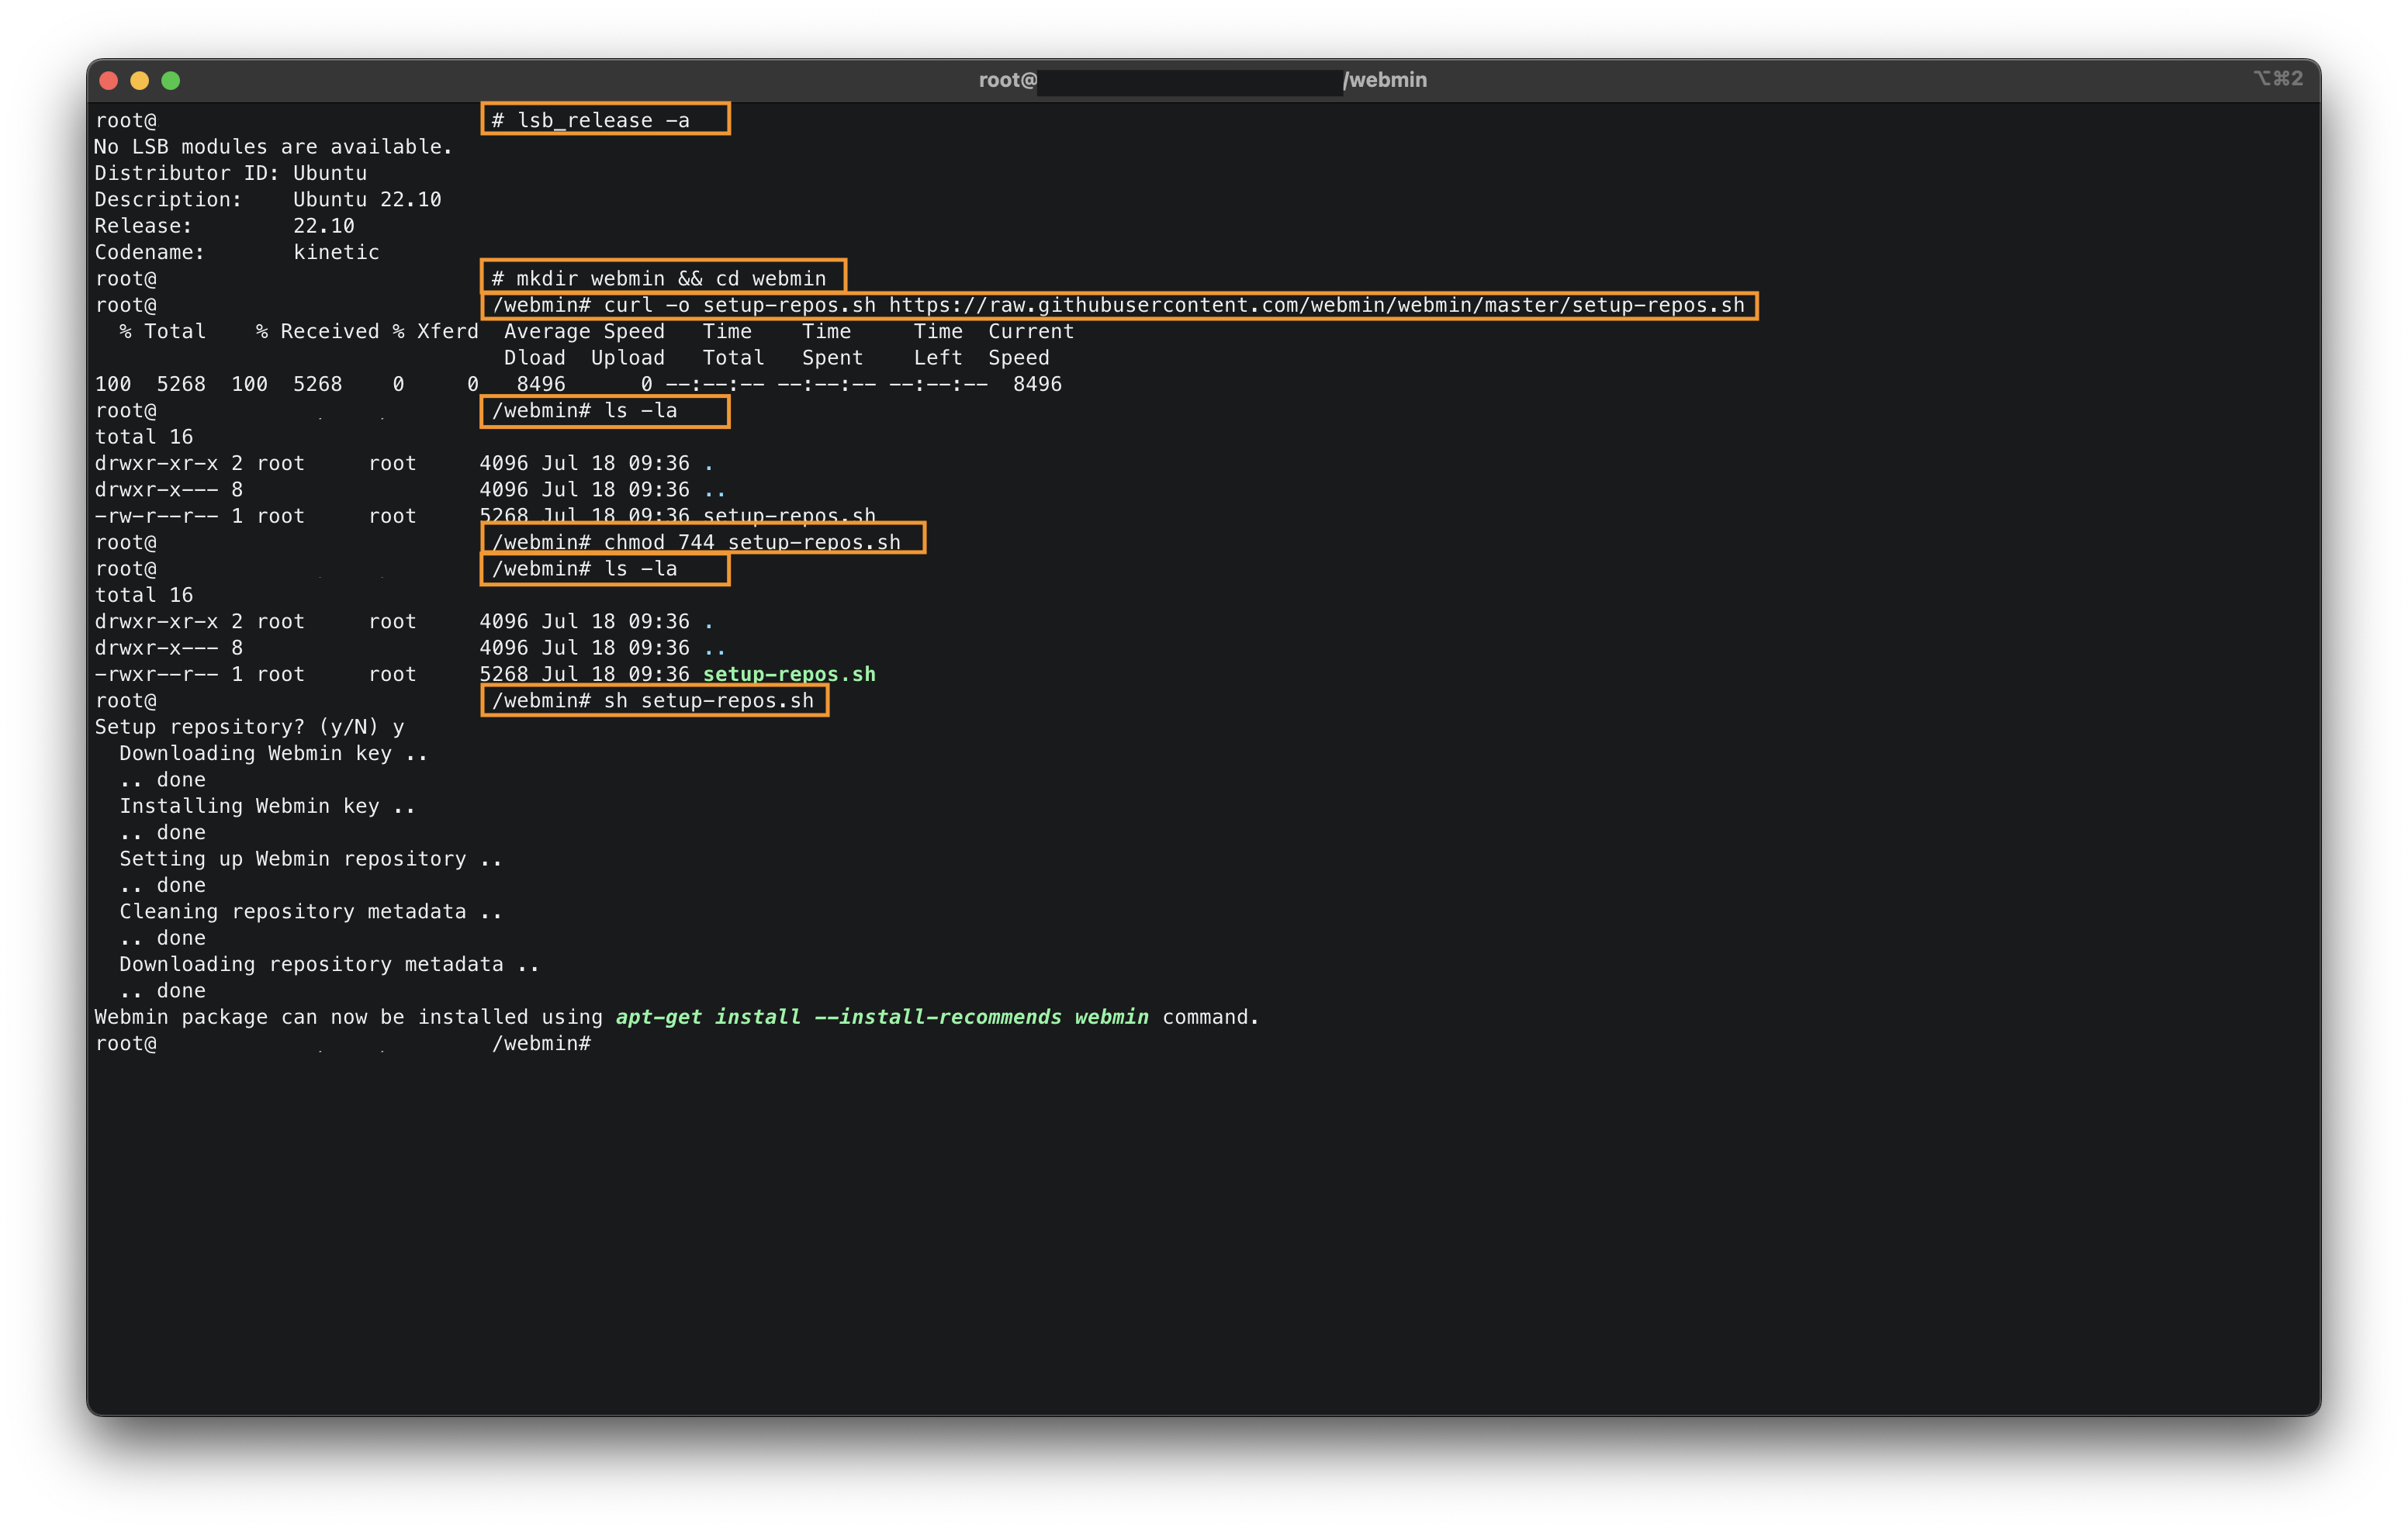 root@ /webmin ⌥⌘2
root@ # lsb_release -a
No LSB modules are available.
Distributor ID: Ubuntu
Description:    Ubuntu 22.10
Release:        22.10
Codename:       kinetic
root@ # mkdir webmin && cd webmin
root@ /webmin# curl -o setup-repos.sh https://raw.githubusercontent.com/webmin/webmin/master/setup-repos.sh
  % Total    % Received % Xferd  Average Speed   Time    Time     Time  Current
                                 Dload  Upload   Total   Spent    Left  Speed
100  5268  100  5268    0     0   8496      0 --:--:-- --:--:-- --:--:--  8496
root@ /webmin# ls -la
total 16
drwxr-xr-x 2 root     root     4096 Jul 18 09:36 .
drwxr-x--- 8                   4096 Jul 18 09:36 ..
-rw-r--r-- 1 root     root     5268 Jul 18 09:36 setup-repos.sh
root@ /webmin# chmod 744 setup-repos.sh
root@ /webmin# ls -la
total 16
drwxr-xr-x 2 root     root     4096 Jul 18 09:36 .
drwxr-x--- 8                   4096 Jul 18 09:36 ..
-rwxr--r-- 1 root     root     5268 Jul 18 09:36 setup-repos.sh
root@ /webmin# sh setup-repos.sh
Setup repository? (y/N) y
  Downloading Webmin key ..
  .. done
  Installing Webmin key ..
  .. done
  Setting up Webmin repository ..
  .. done
  Cleaning repository metadata ..
  .. done
  Downloading repository metadata ..
  .. done
Webmin package can now be installed using apt-get install --install-recommends webmin command.
root@ /webmin#